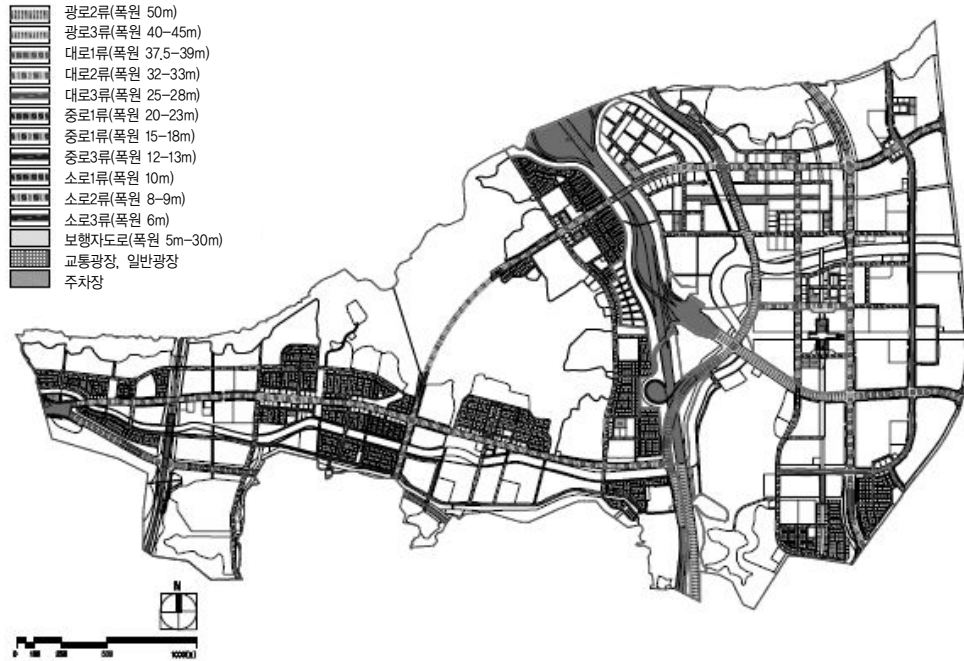 광로2류(폭원 50m)
광로3류(폭원 40-45m)
대로1류(폭원 37.5-39m)
대로2류(폭원 32-33m)
대로3류(폭원 25-28m)
중로1류(폭원 20-23m)
중로1류(폭원 15-18m)
중로3류(폭원 12-13m)
소로1류(폭원 10m)
소로2류(폭원 8-9m)
소로3류(폭원 6m)
보행자도로(폭원 5m-30m)
교통광장, 일반광장
주차장
N
0 100 250 500 1000(m)